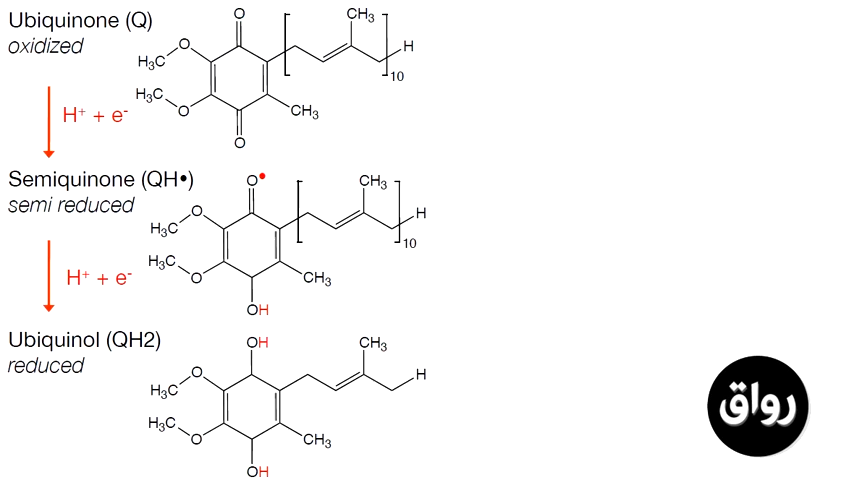 Ubiquinone (Q)
oxidized
O
CH₃
O
H₃C
H
10
H₃C
O
CH₃
O
H⁺ + e⁻
Semiquinone (QH•)
semi reduced
O•
CH₃
O
H₃C
H
10
H₃C
O
CH₃
OH
H⁺ + e⁻
Ubiquinol (QH2)
reduced
OH
CH₃
O
H₃C
H
H₃C
O
CH₃
OH
رواق